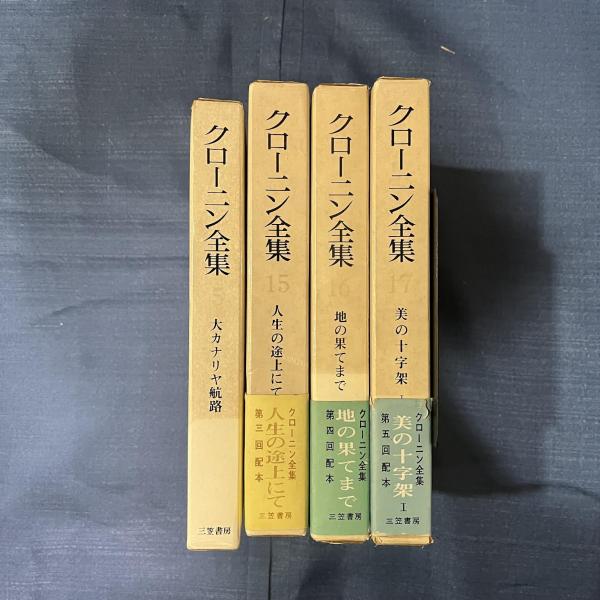 クローニン全集
5
大カナリヤ航路
三笠書房
クローニン全集
15
人生の途上にて
クローニン全集
人生の途上にて
第三回配本
三笠書房
クローニン全集
16
地の果てまで
クローニン全集
地の果てまで
第四回配本
三笠書房
クローニン全集
17
美の十字架
I
クローニン全集
美の十字架 I
第五回配本
三笠書房